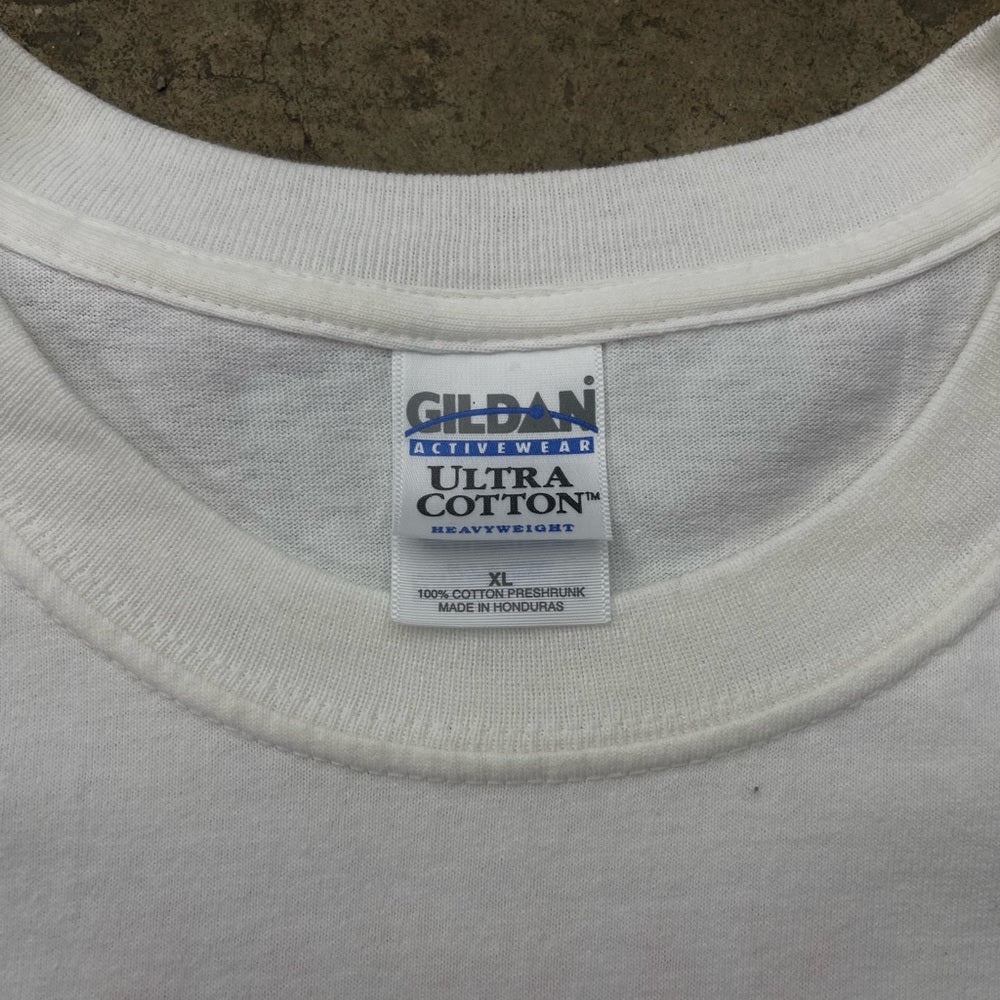 GILDAN
ACTIVEWEAR
ULTRA
COTTON™
HEAVYWEIGHT
XL
100% COTTON PRESHRUNK
MADE IN HONDURAS